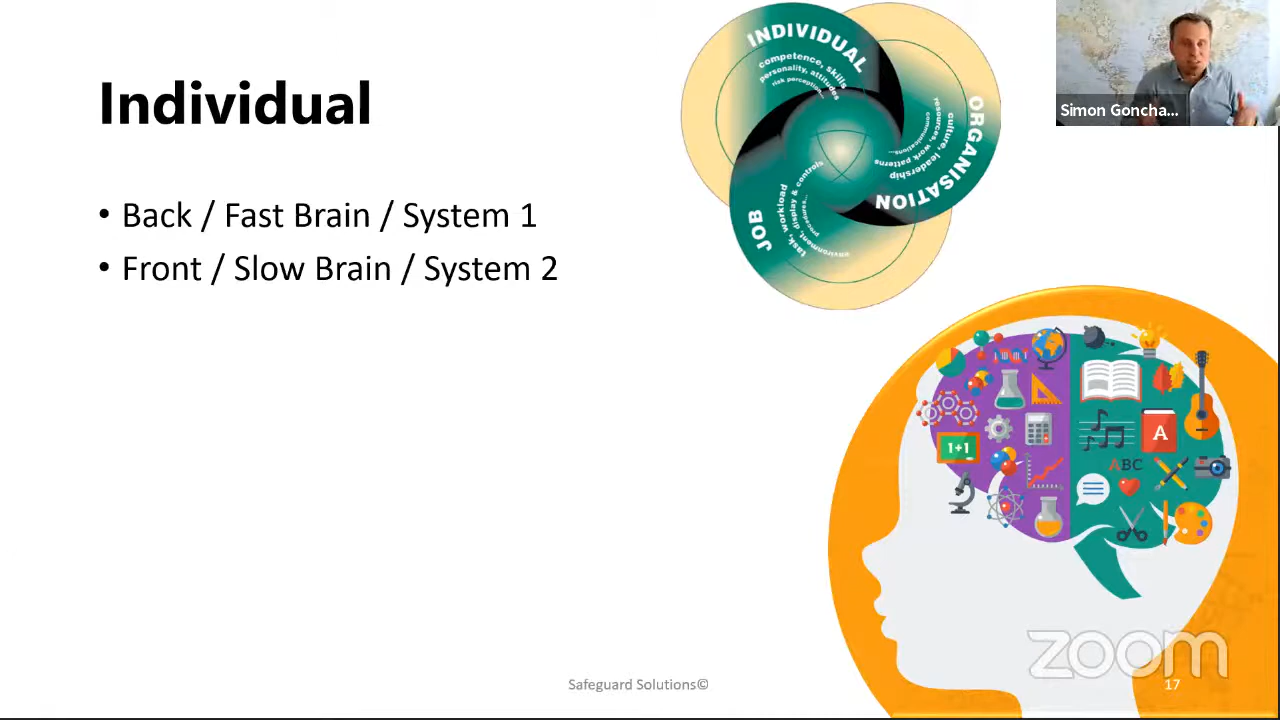 Individual
• Back / Fast Brain / System 1
• Front / Slow Brain / System 2
INDIVIDUAL
competence, skills
personality, attitudes
risk perception...
ORGANISATION
culture, leadership
resources, work patterns
communications...
JOB
task, workload
display & controls
environment,
procedures...
Simon Goncha...
1+1
A
ABC
zoom
Safeguard Solutions©
17